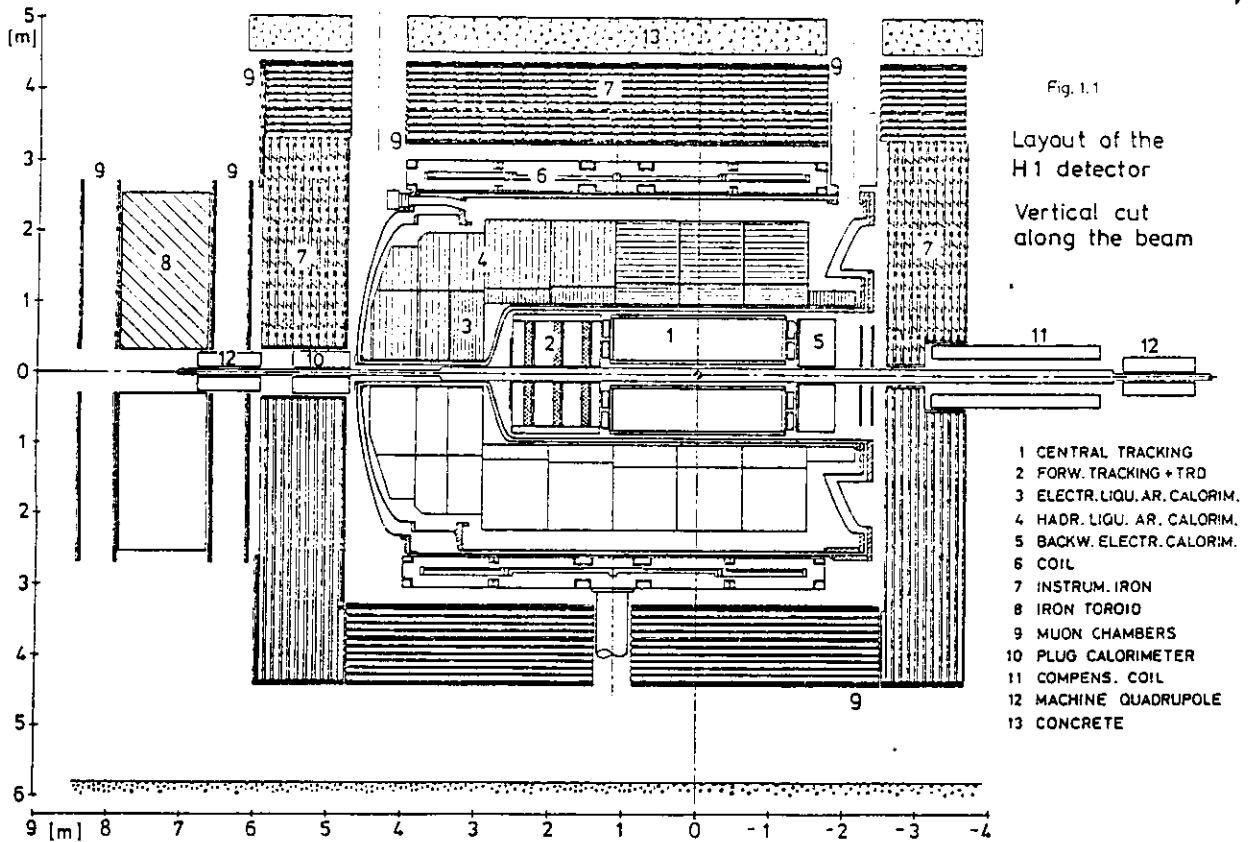 5
[m]
4
3
2
1
0
1
2
3
4
5
6
9 [m] 8 7 6 5 4 3 2 1 0 -1 -2 -3 -4
13
9
9
7
9
9
9
6
8
7
4
7
3
2
1
5
11
12
12
10
9
Fig. 1.1
Layout of the
H1 detector
Vertical cut
along the beam
1 CENTRAL TRACKING
2 FORW. TRACKING + TRD
3 ELECTR. LIQU. AR. CALORIM.
4 HADR. LIQU. AR. CALORIM.
5 BACKW. ELECTR. CALORIM.
6 COIL
7 INSTRUM. IRON
8 IRON TOROID
9 MUON CHAMBERS
10 PLUG CALORIMETER
11 COMPENS. COIL
12 MACHINE QUADRUPOLE
13 CONCRETE